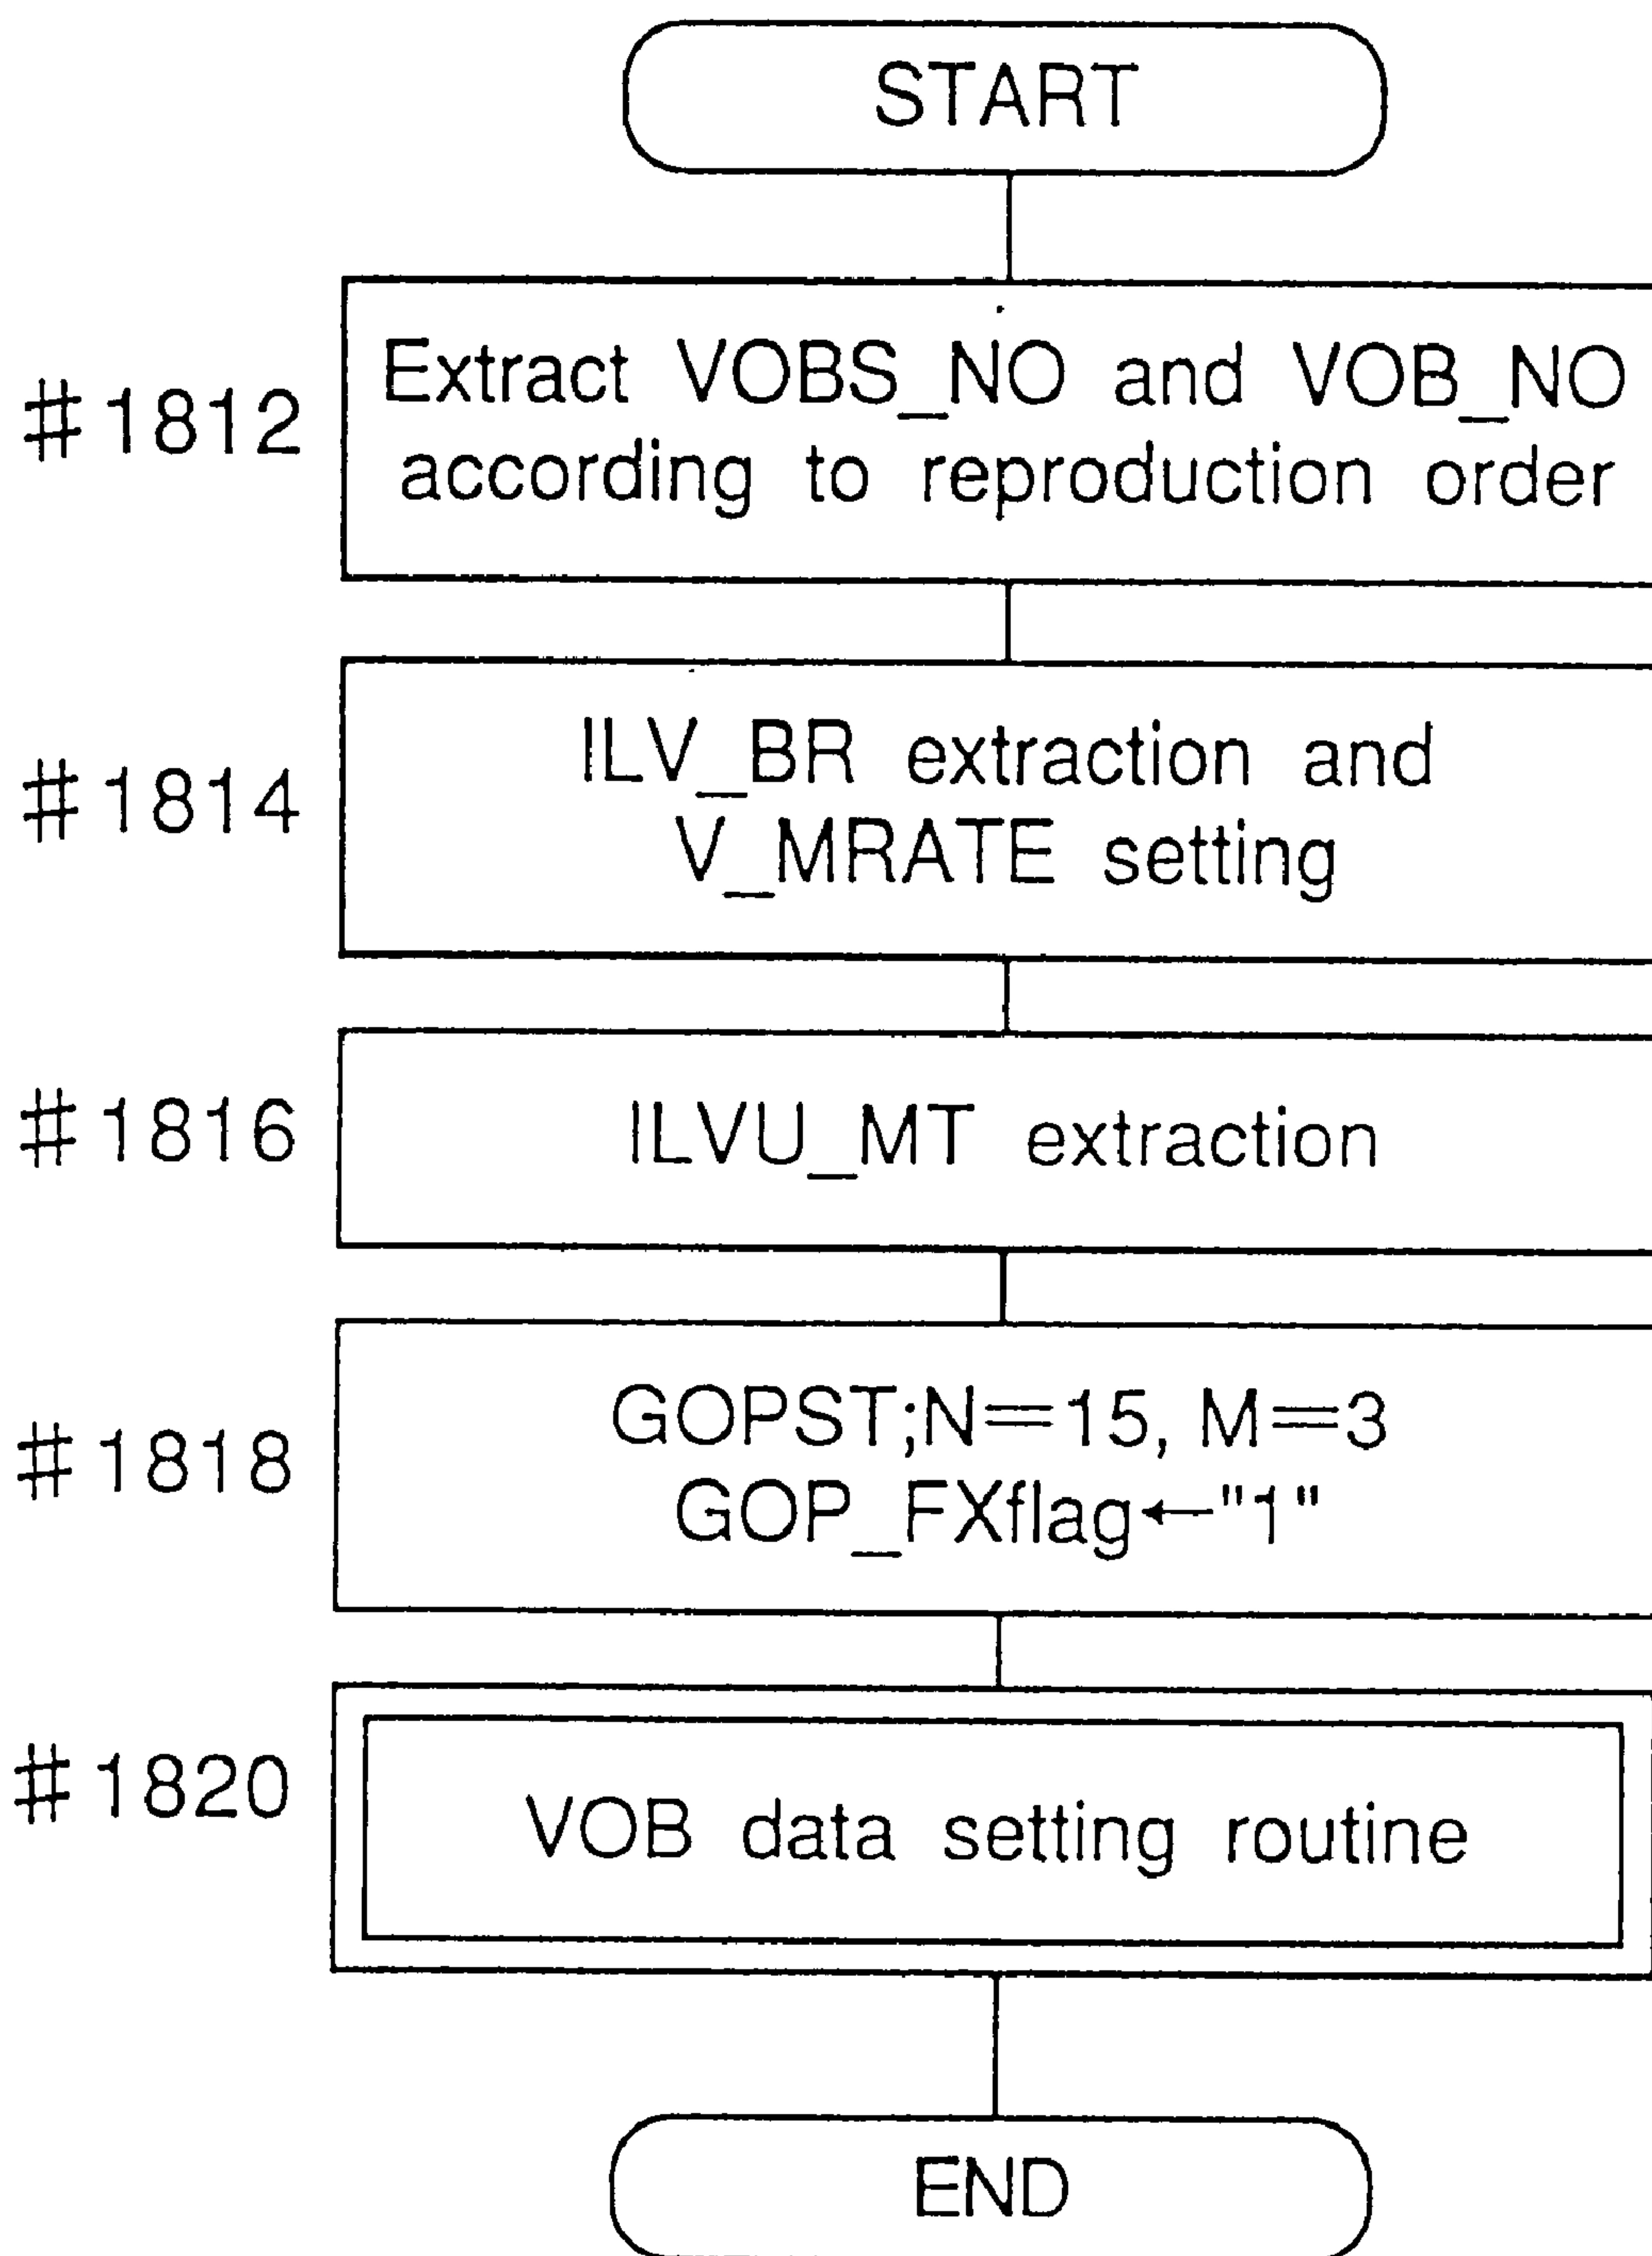 START
#1812
Extract VOBS_NO and VOB_NO
according to reproduction order
#1814
ILV_BR extraction and
V_MRATE setting
#1816
ILVU_MT extraction
#1818
GOPST;N=15, M=3
GOP_FXflag←"1"
#1820
VOB data setting routine
END